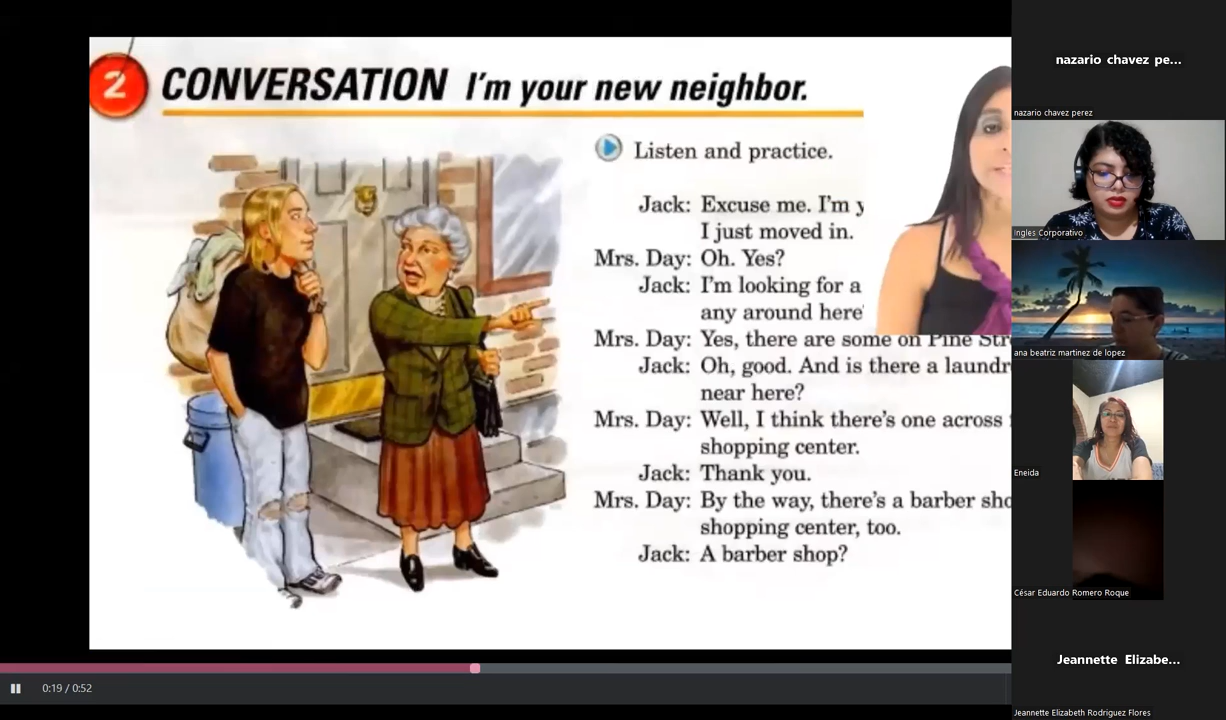 2 CONVERSATION I'm your new neighbor.
Listen and practice.
Jack: Excuse me. I'm
I just moved in.
Mrs. Day: Oh. Yes?
Jack: I'm looking for a
any around here
Mrs. Day: Yes, there are some on Pine
Jack: Oh, good. And is there a
near here?
Mrs. Day: Well, I think there's one across
shopping center.
Jack: Thank you.
Mrs. Day: By the way, there's a barber
shopping center, too.
Jack: A barber shop?
0:19 / 0:52
nazario chavez pe...
nazario chavez perez
Ingles Corporativo
ana beatriz martinez de lopez
Eneida
César Eduardo Romero Roque
Jeannette Elizabe...
Jeannette Elizabeth Rodriguez Flores